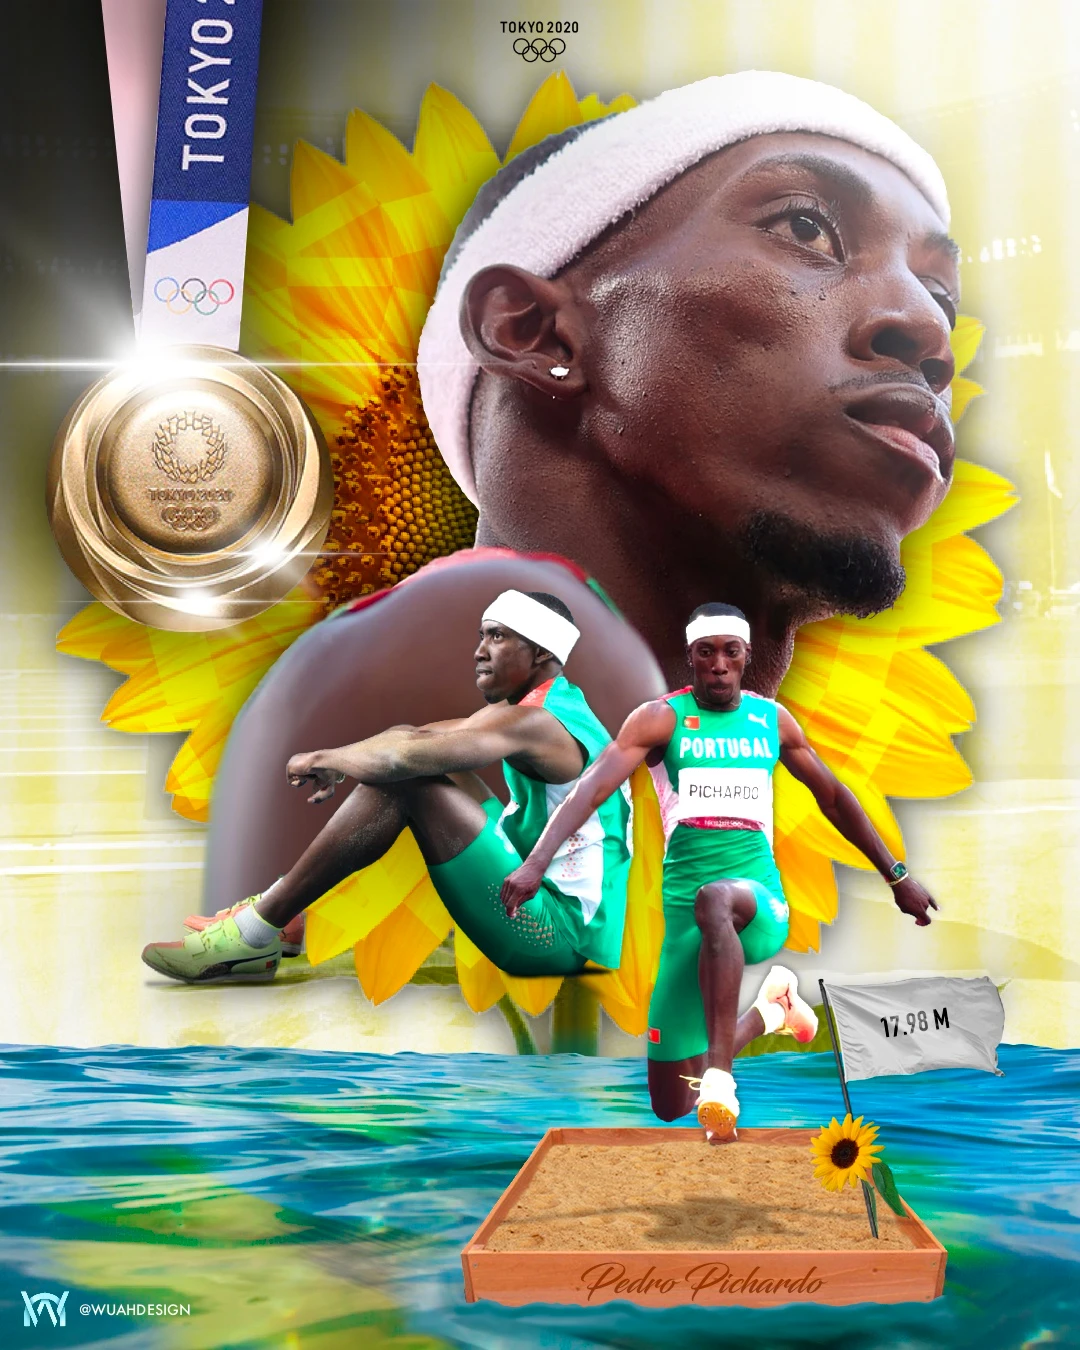 TOKYO 2020
TOKYO 2
TOKYO 2020
PORTUGAL
PICHARDO
17.98 M
Pedro Pichardo
@WUAHDESIGN